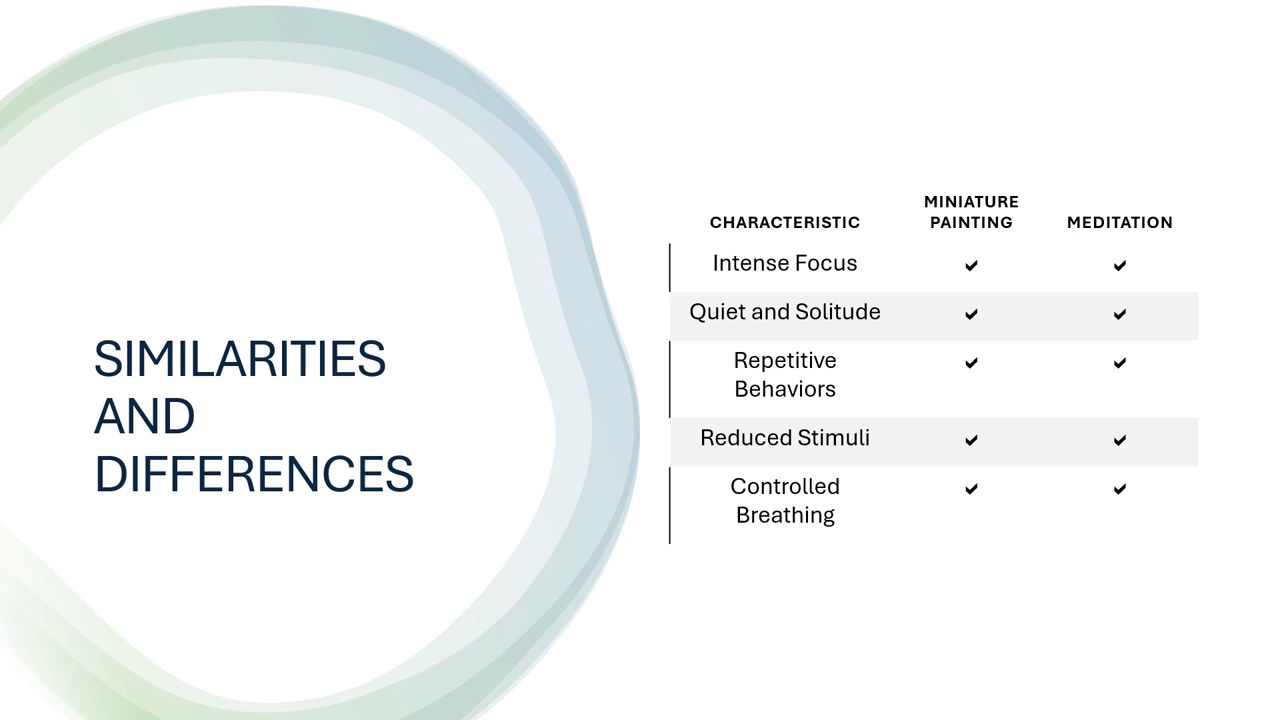 SIMILARITIES
AND
DIFFERENCES
CHARACTERISTIC
MINIATURE
PAINTING
MEDITATION
Intense Focus ✔ ✔
Quiet and Solitude ✔ ✔
Repetitive
Behaviors
✔ ✔
Reduced Stimuli ✔ ✔
Controlled
Breathing
✔ ✔